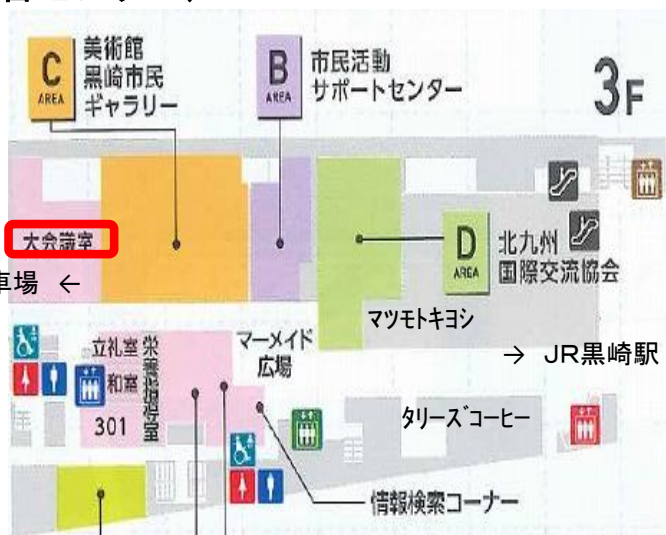 C
AREA
美術館
黒崎市民
ギャラリー
B
AREA
市民活動
サポートセンター
3F
大会議室
車場 ←
D
AREA
北九州
国際交流協会
マツモトキヨシ
→ JR黒崎駅
立礼室
和室
301
栄養指導室
マーメイド
広場
タリーズコーヒー
情報検索コーナー